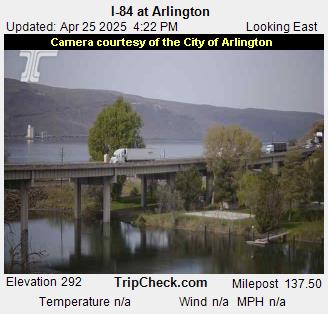 I-84 at Arlington
Updated: Apr 25 2025 4:22 PM Looking East
Camera courtesy of the City of Arlington
Elevation 292 TripCheck.com Milepost 137.50
Temperature n/a Wind n/a MPH n/a